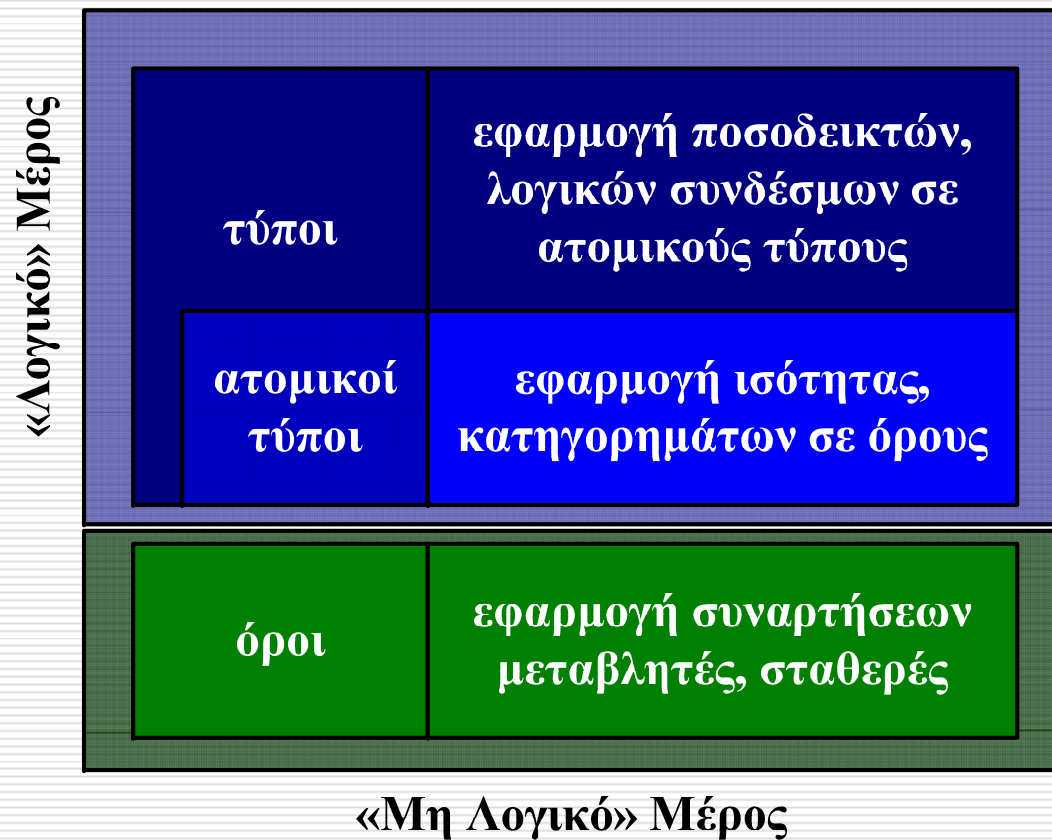 «Λογικό» Μέρος
τύποι
εφαρμογή ποσοδεικτών,
λογικών συνδέσμων σε
ατομικούς τύπους
ατομικοί
τύποι
εφαρμογή ισότητας,
κατηγορημάτων σε όρους
όροι
εφαρμογή συναρτήσεων
μεταβλητές, σταθερές
«Μη Λογικό» Μέρος